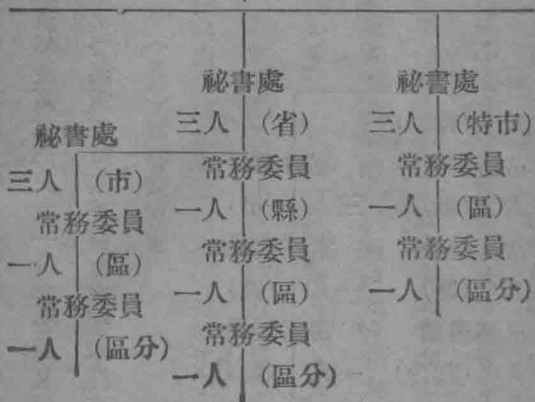 祕書處
三人 (特市)
常務委員
一人 (區)
常務委員
一人 (區分)
祕書處
三人 (省)
常務委員
一人 (縣)
常務委員
一人 (區)
常務委員
一人 (區分)
祕書處
三人 (市)
常務委員
一人 (區)
常務委員
一人 (區分)